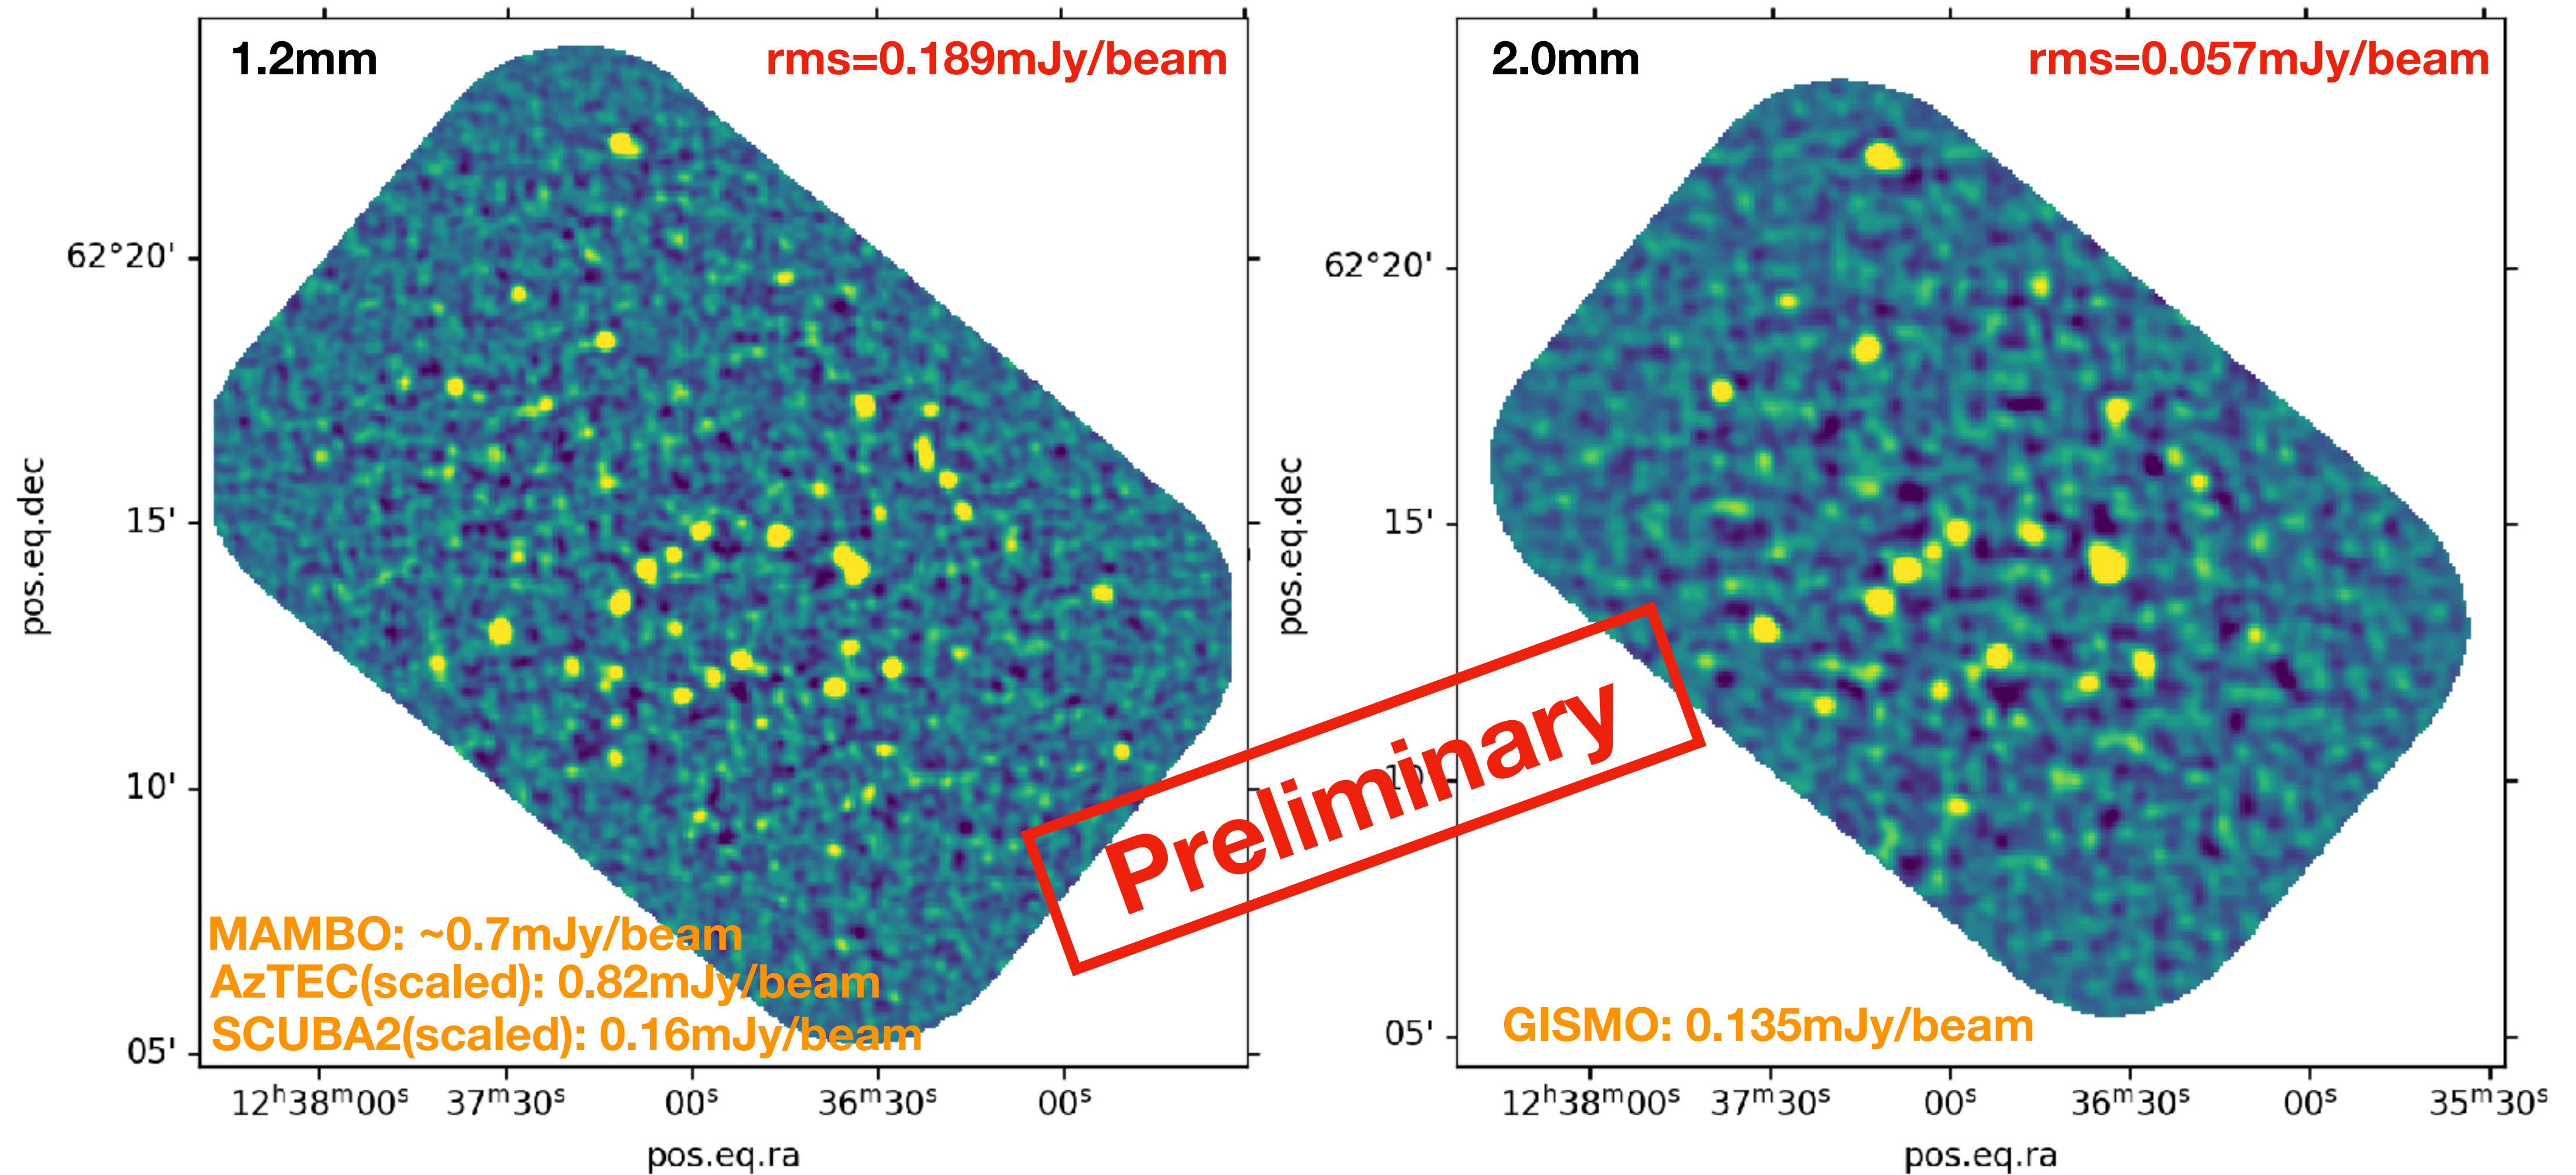 1.2mm
rms=0.189mJy/beam
62°20'
15'
10'
05'
pos.eq.dec
MAMBO: ~0.7mJy/beam
AzTEC(scaled): 0.82mJy/beam
SCUBA2(scaled): 0.16mJy/beam
12ʰ38ᵐ00ˢ 37ᵐ30ˢ 00ˢ 36ᵐ30ˢ 00ˢ
pos.eq.ra
2.0mm
rms=0.057mJy/beam
62°20'
15'
10'
05'
pos.eq.dec
GISMO: 0.135mJy/beam
12ʰ38ᵐ00ˢ 37ᵐ30ˢ 00ˢ 36ᵐ30ˢ 00ˢ 35ᵐ30ˢ
pos.eq.ra
Preliminary